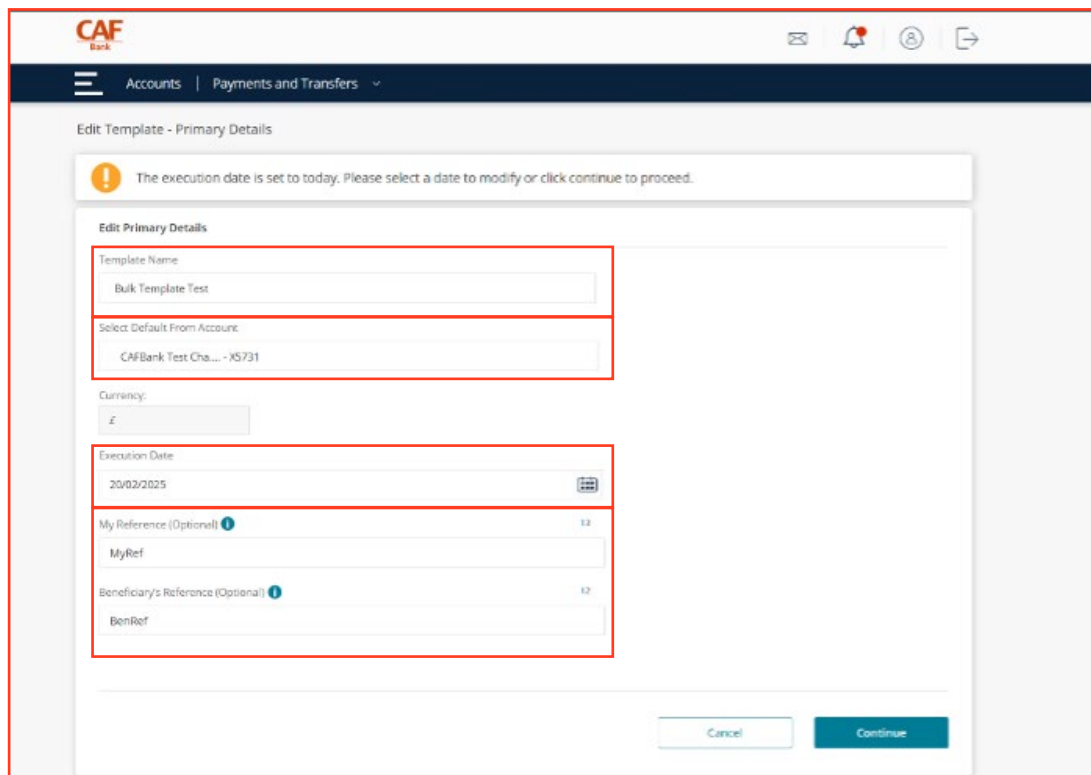 CAF
Bank
Accounts | Payments and Transfers
Edit Template - Primary Details
The execution date is set to today. Please select a date to modify or click continue to proceed.
Edit Primary Details
Template Name
Bulk Template Test
Select Default From Account
CAFBank Test Cha.... - X5731
Currency:
£
Execution Date
20/02/2025
My Reference (Optional)
MyRef
Beneficiary's Reference (Optional)
BenRef
Cancel Continue